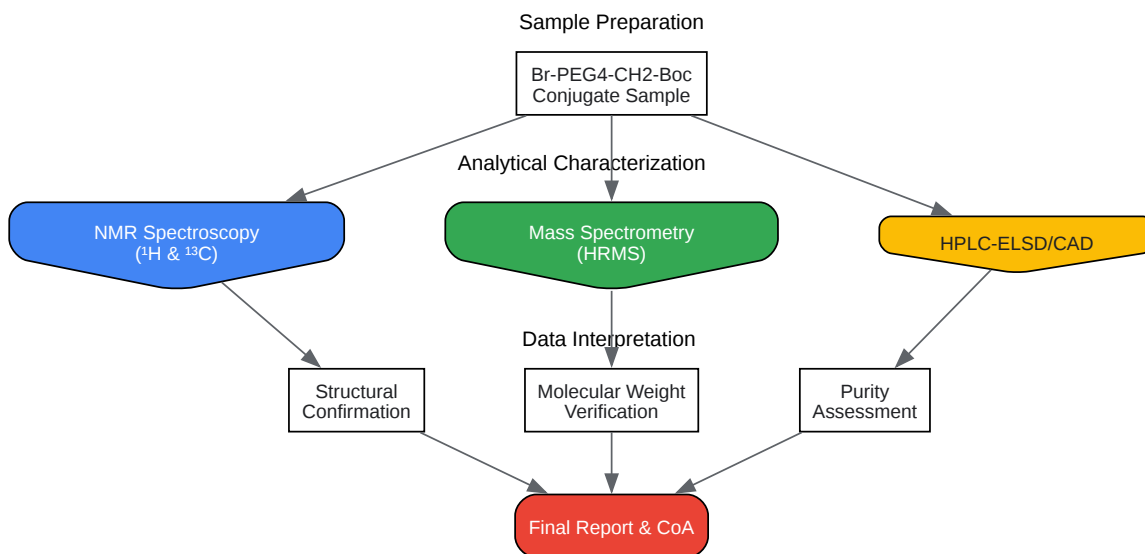 Sample Preparation
Br-PEG4-CH2-Boc
Conjugate Sample
Analytical Characterization
NMR Spectroscopy
(¹H & ¹³C)
Mass Spectrometry
(HRMS)
HPLC-ELSD/CAD
Data Interpretation
Structural
Confirmation
Molecular Weight
Verification
Purity
Assessment
Final Report & CoA